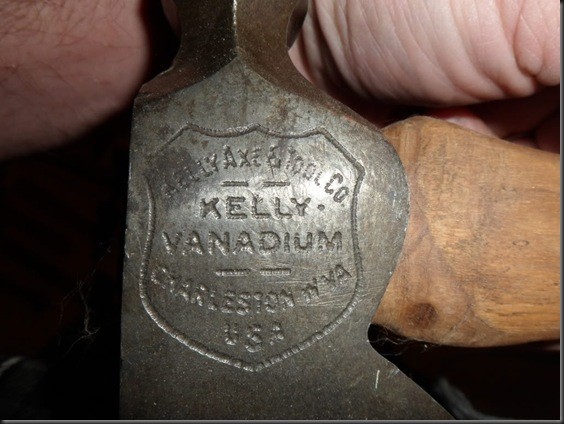 KELLY AXE & TOOL CO
KELLY
VANADIUM
CHARLESTON W VA
USA